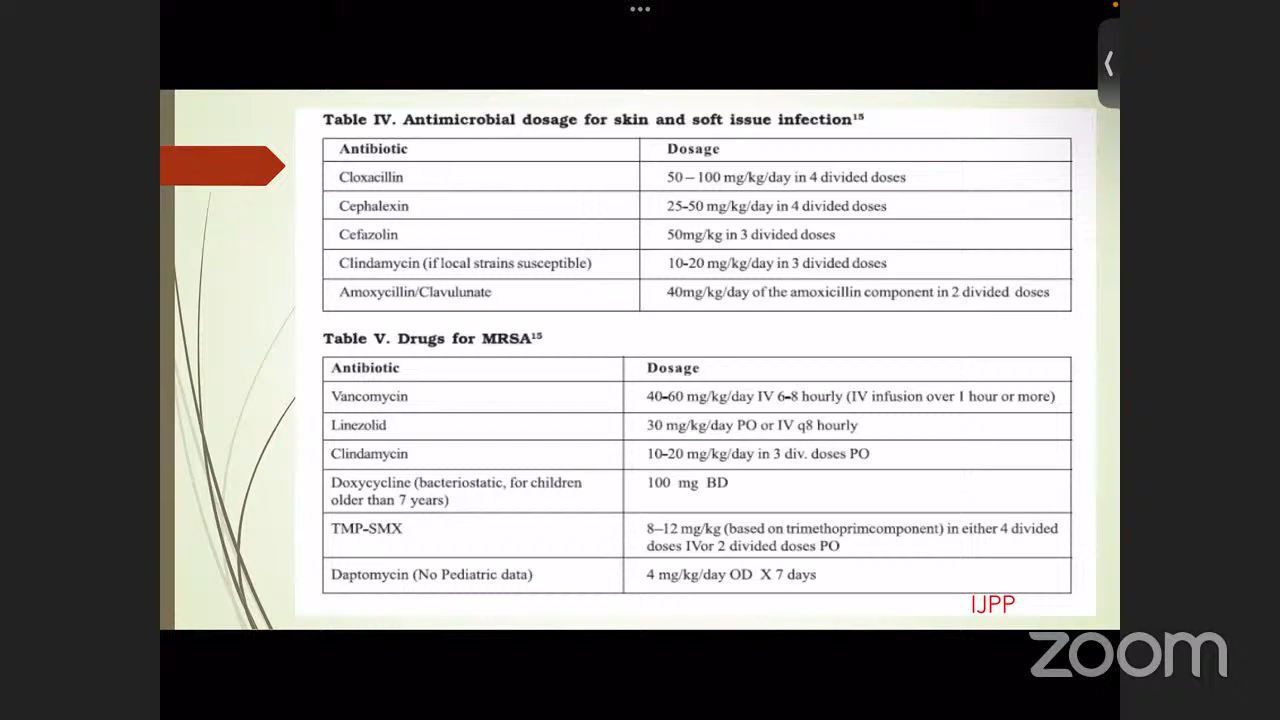 Table IV. Antimicrobial dosage for skin and soft issue infection¹⁵
Antibiotic Dosage
Cloxacillin 50 – 100 mg/kg/day in 4 divided doses
Cephalexin 25-50 mg/kg/day in 4 divided doses
Cefazolin 50mg/kg in 3 divided doses
Clindamycin (if local strains susceptible) 10-20 mg/kg/day in 3 divided doses
Amoxycillin/Clavulunate 40mg/kg/day of the amoxicillin component in 2 divided doses
Table V. Drugs for MRSA¹⁵
Antibiotic Dosage
Vancomycin 40–60 mg/kg/day IV 6–8 hourly (IV infusion over 1 hour or more)
Linezolid 30 mg/kg/day PO or IV q8 hourly
Clindamycin 10–20 mg/kg/day in 3 div. doses PO
Doxycycline (bacteriostatic, for children 100 mg BD
older than 7 years)
TMP-SMX 8–12 mg/kg (based on trimethoprimcomponent) in either 4 divided
doses IVor 2 divided doses PO
Daptomycin (No Pediatric data) 4 mg/kg/day OD X 7 days
IJPP
zoom